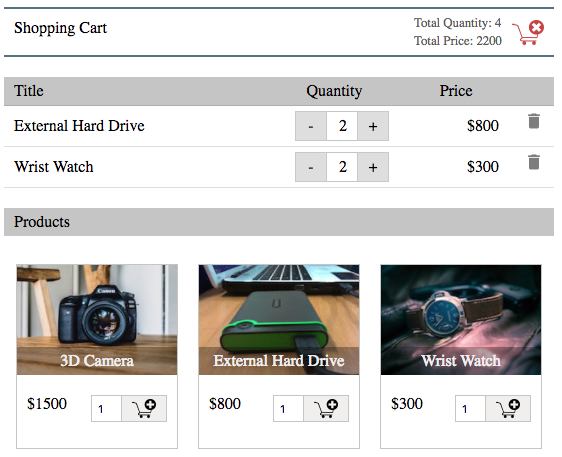 Shopping Cart
Total Quantity: 4
Total Price: 2200
Title Quantity Price
External Hard Drive - 2 + $800
Wrist Watch - 2 + $300
Products
Canon
3D Camera
External Hard Drive
Wrist Watch
$1500 1
$800 1
$300 1